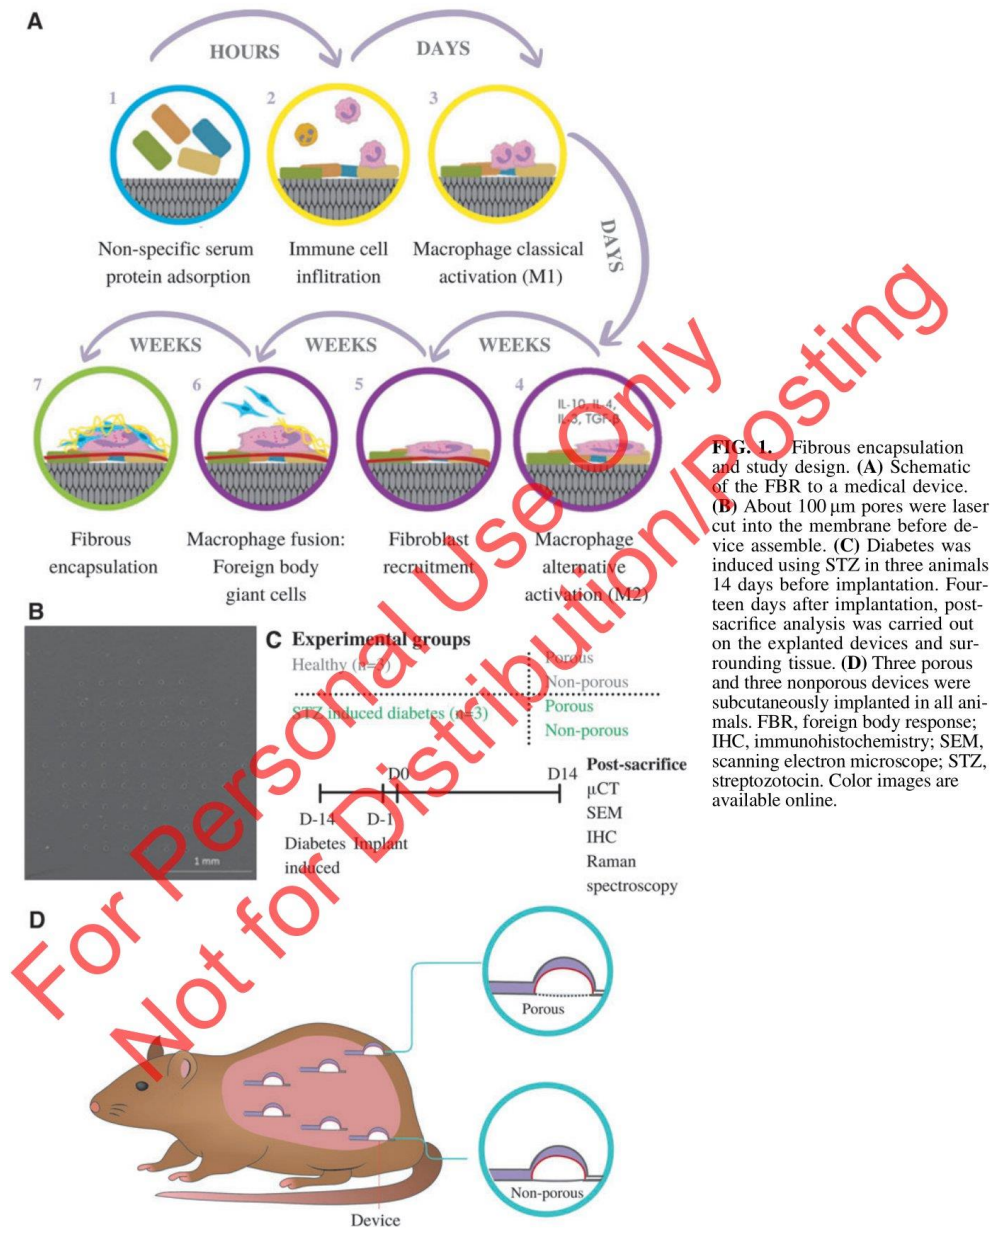 A
HOURS
DAYS
1
2
3
Non-specific serum
protein adsorption
Immune cell
inflitration
Macrophage classical
activation (M1)
DAYS
WEEKS
WEEKS
WEEKS
7
6
5
4
IL-10, IL-4,
IL-3, TGF-β
Fibrous
encapsulation
Macrophage fusion:
Foreign body
giant cells
Fibroblast
recruitment
Macrophage
alternative
activation (M2)
B
1 mm
C Experimental groups
Healthy (n=3)
Porous
Non-porous
STZ induced diabetes (n=3)
Porous
Non-porous
D0
D14
D-14
D-1
Diabetes
induced
Implant
Post-sacrifice
μCT
SEM
IHC
Raman
spectroscopy
D
Porous
Non-porous
Device
FIG. 1. Fibrous encapsulation
and study design. (A) Schematic
of the FBR to a medical device.
(B) About 100 μm pores were laser
cut into the membrane before de-
vice assemble. (C) Diabetes was
induced using STZ in three animals
14 days before implantation. Four-
teen days after implantation, post-
sacrifice analysis was carried out
on the explanted devices and sur-
rounding tissue. (D) Three porous
and three nonporous devices were
subcutaneously implanted in all ani-
mals. FBR, foreign body response;
IHC, immunohistochemistry; SEM,
scanning electron microscope; STZ,
streptozotocin. Color images are
available online.
For Personal Use Only
Not for Distribution/Posting